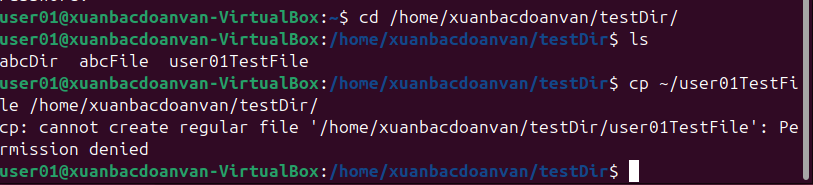 user01@xuanbacdoanvan-VirtualBox:~$ cd /home/xuanbacdoanvan/testDir/
user01@xuanbacdoanvan-VirtualBox:/home/xuanbacdoanvan/testDir$ ls
abcDir  abcFile  user01TestFile
user01@xuanbacdoanvan-VirtualBox:/home/xuanbacdoanvan/testDir$ cp ~/user01TestFi
le /home/xuanbacdoanvan/testDir/
cp: cannot create regular file '/home/xuanbacdoanvan/testDir/user01TestFile': Pe
rmission denied
user01@xuanbacdoanvan-VirtualBox:/home/xuanbacdoanvan/testDir$